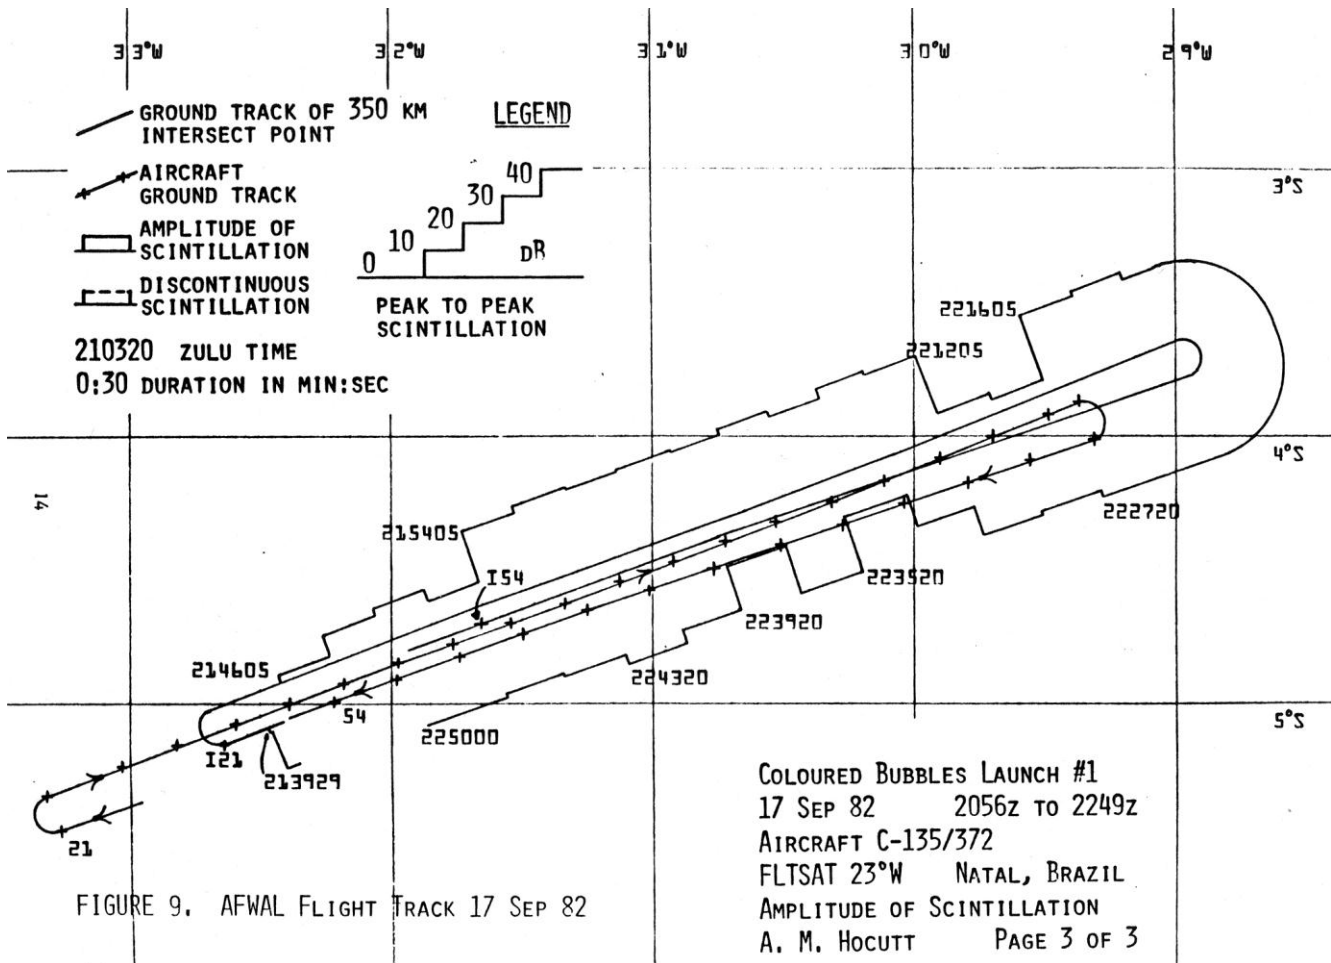 33°W 32°W 31°W 30°W 29°W
GROUND TRACK OF 350 KM
INTERSECT POINT
LEGEND
AIRCRAFT
GROUND TRACK
AMPLITUDE OF
SCINTILLATION
DISCONTINUOUS
SCINTILLATION
0 10 20 30 40
DB
PEAK TO PEAK
SCINTILLATION
210320 ZULU TIME
0:30 DURATION IN MIN:SEC
3°S
4°S
5°S
221605
221205
215405
I54
214605
222720
223520
223920
224320
54
225000
I21
213929
21
14
COLOURED BUBBLES LAUNCH #1
17 SEP 82 2056Z TO 2249Z
AIRCRAFT C-135/372
FLTSAT 23°W NATAL, BRAZIL
AMPLITUDE OF SCINTILLATION
A. M. HOCUTT PAGE 3 OF 3
FIGURE 9. AFWAL FLIGHT TRACK 17 SEP 82